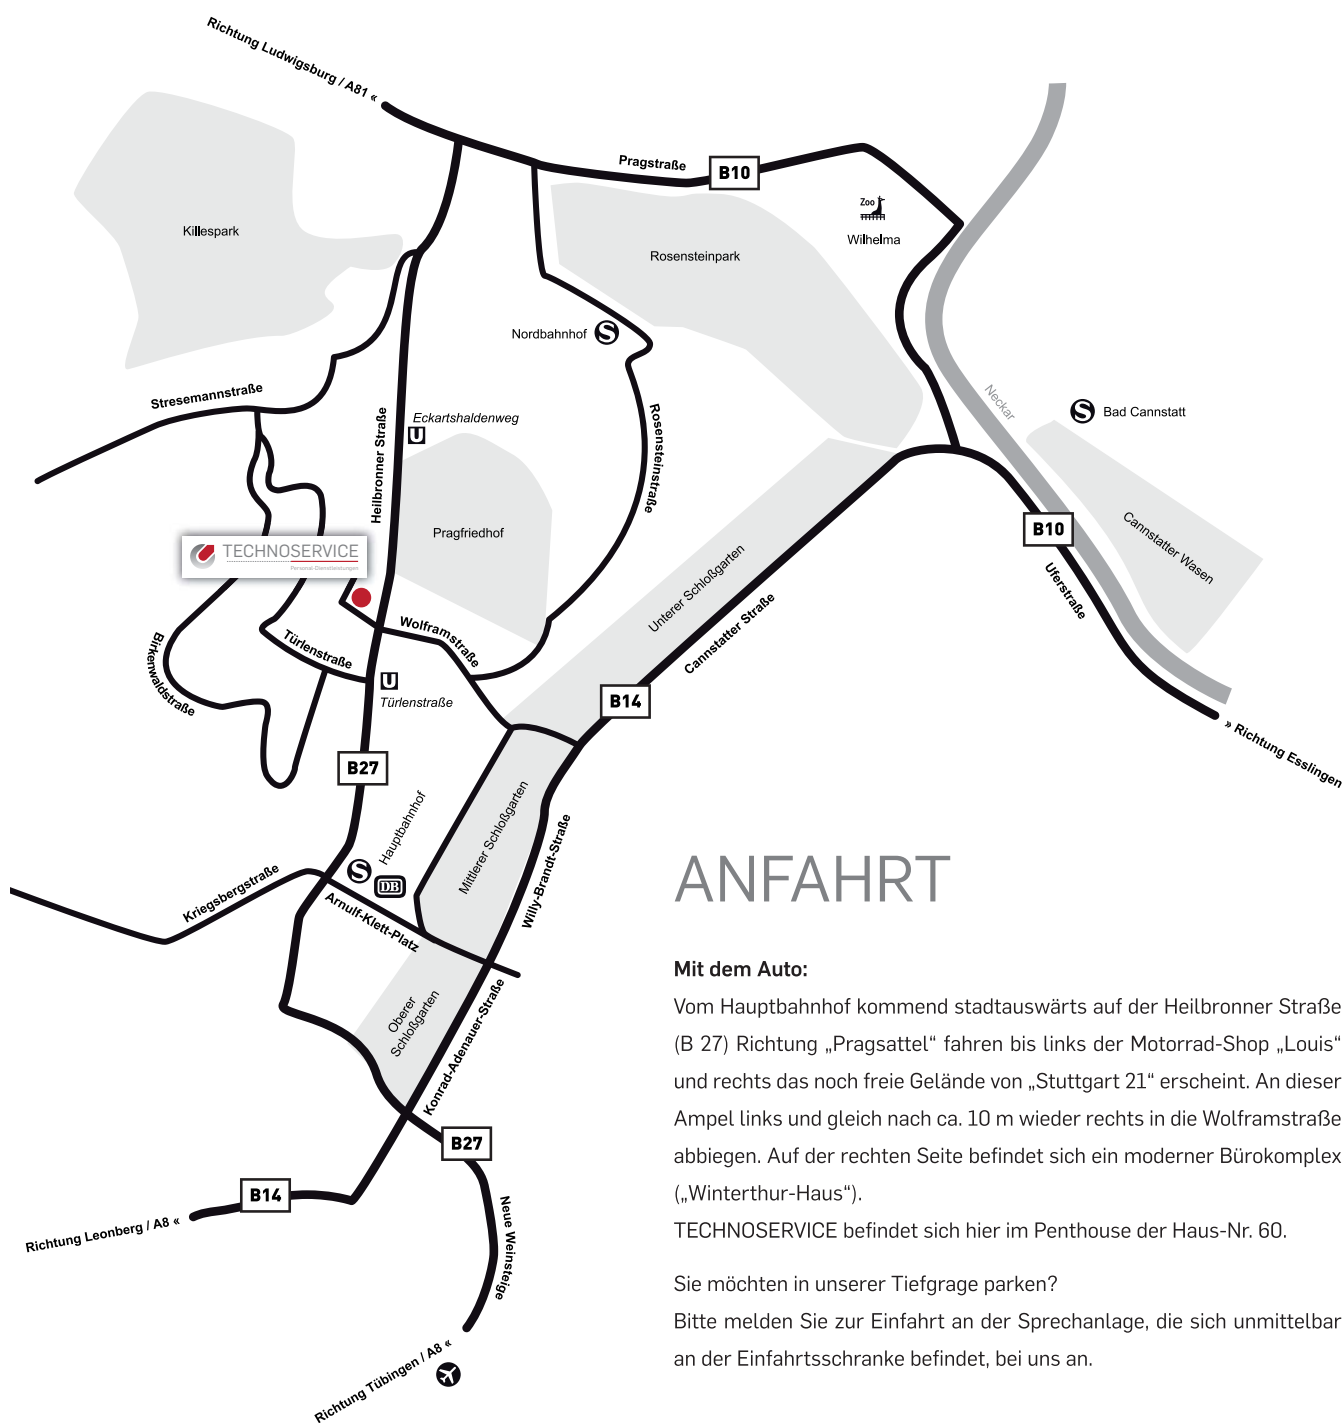 Richtung Ludwigsburg / A81 «
Pragstraße
B10
Zoo
Wilhelma
Killespark
Rosensteinpark
Nordbahnhof
S
Neckar
Stresemannstraße
Heilbronner Straße
Eckartshaldenweg
U
Rosensteinstraße
S
Bad Cannstatt
Pragfriedhof
B10
Cannstatter Wasen
TECHNOSERVICE
Personal-Dienstleistungen
Unterer Schloßgarten
Uferstraße
Cannstatter Straße
Wolframstraße
Türlenstraße
Birkenwaldstraße
U
Türlenstraße
B14
» Richtung Esslingen
B27
Hauptbahnhof
S
DB
Mittlerer Schloßgarten
Willy-Brandt-Straße
Kriegsbergstraße
Arnulf-Klett-Platz
Oberer
Schloßgarten
Konrad-Adenauer-Straße
B27
B14
Richtung Leonberg / A8 «
Neue Weinsteige
Richtung Tübingen / A8 «
ANFAHRT
Mit dem Auto:
Vom Hauptbahnhof kommend stadtauswärts auf der Heilbronner Straße
(B 27) Richtung „Pragsattel“ fahren bis links der Motorrad-Shop „Louis“
und rechts das noch freie Gelände von „Stuttgart 21“ erscheint. An dieser
Ampel links und gleich nach ca. 10 m wieder rechts in die Wolframstraße
abbiegen. Auf der rechten Seite befindet sich ein moderner Bürokomplex
(„Winterthur-Haus“).
TECHNOSERVICE befindet sich hier im Penthouse der Haus-Nr. 60.
Sie möchten in unserer Tiefgrage parken?
Bitte melden Sie zur Einfahrt an der Sprechanlage, die sich unmittelbar
an der Einfahrtsschranke befindet, bei uns an.